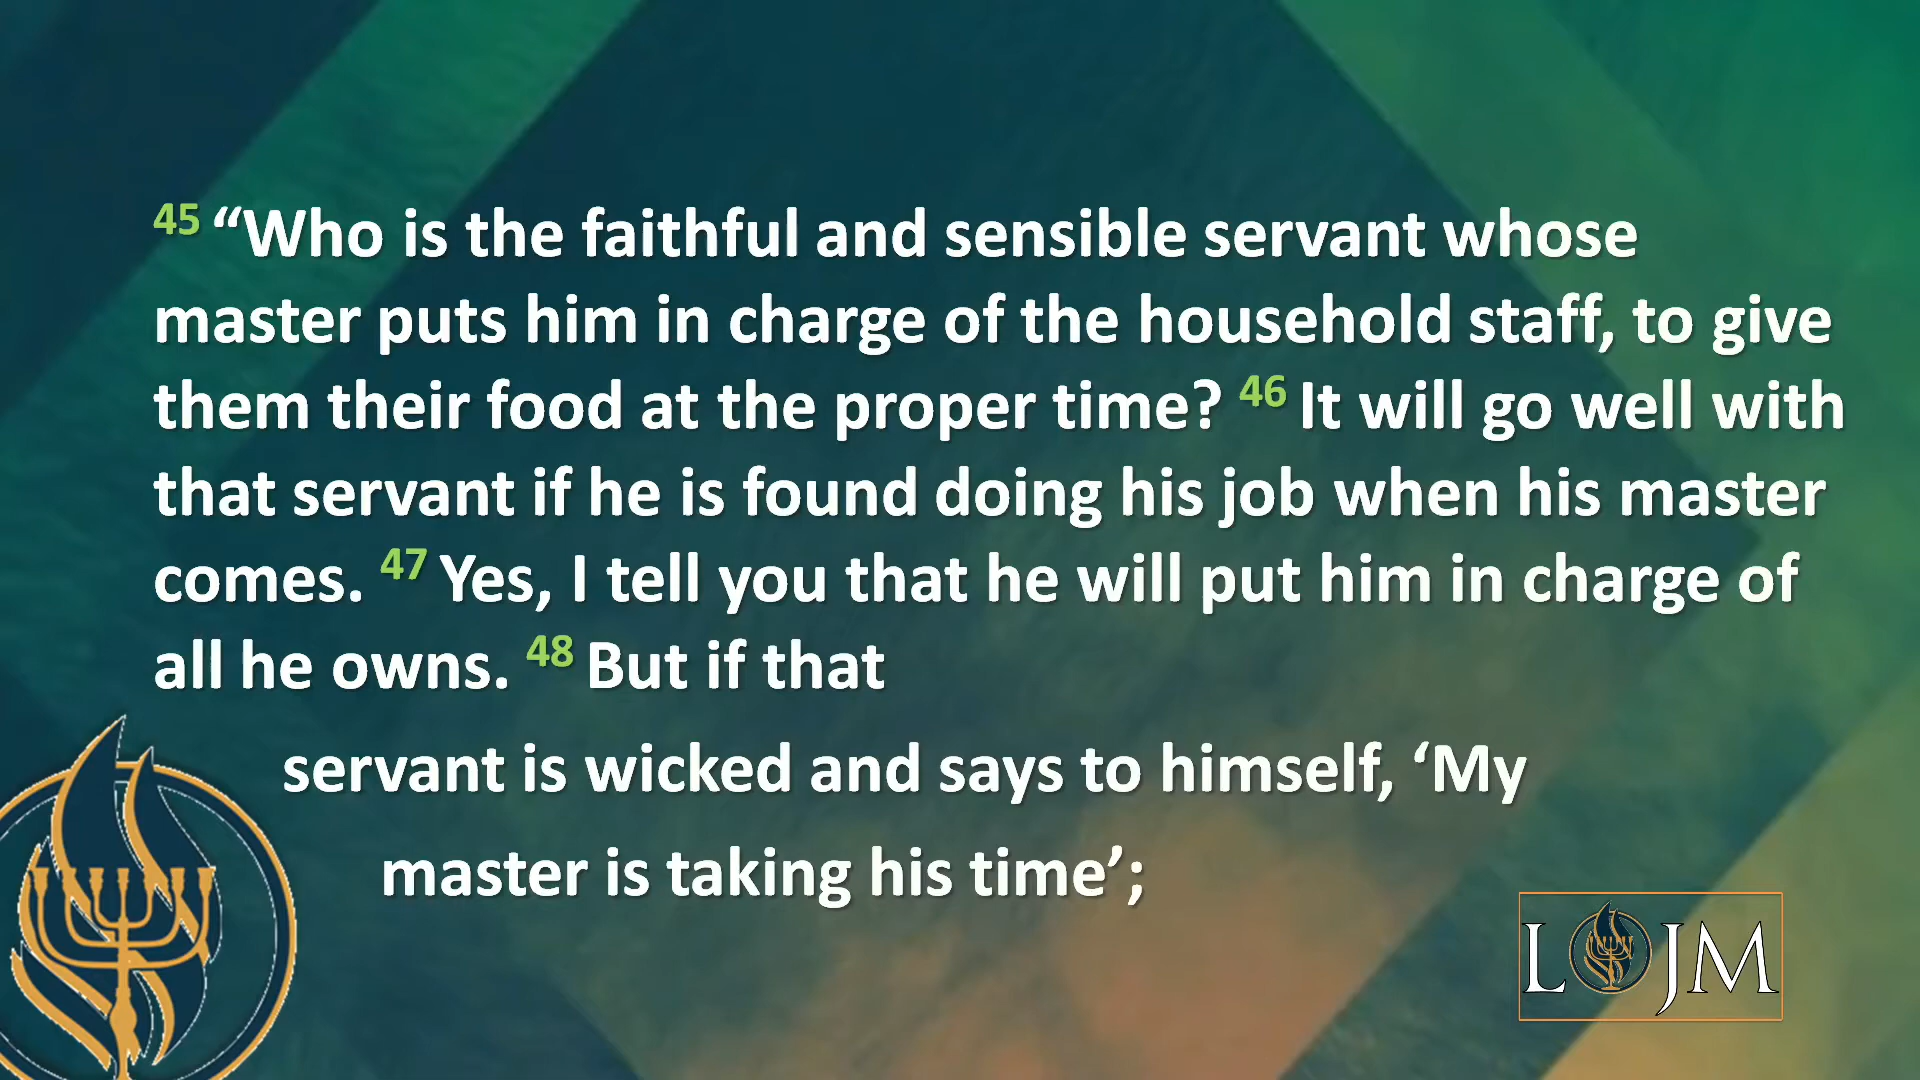 45 “Who is the faithful and sensible servant whose
master puts him in charge of the household staff, to give
them their food at the proper time? 46 It will go well with
that servant if he is found doing his job when his master
comes. 47 Yes, I tell you that he will put him in charge of
all he owns. 48 But if that
servant is wicked and says to himself, ‘My
master is taking his time’;
LOJM